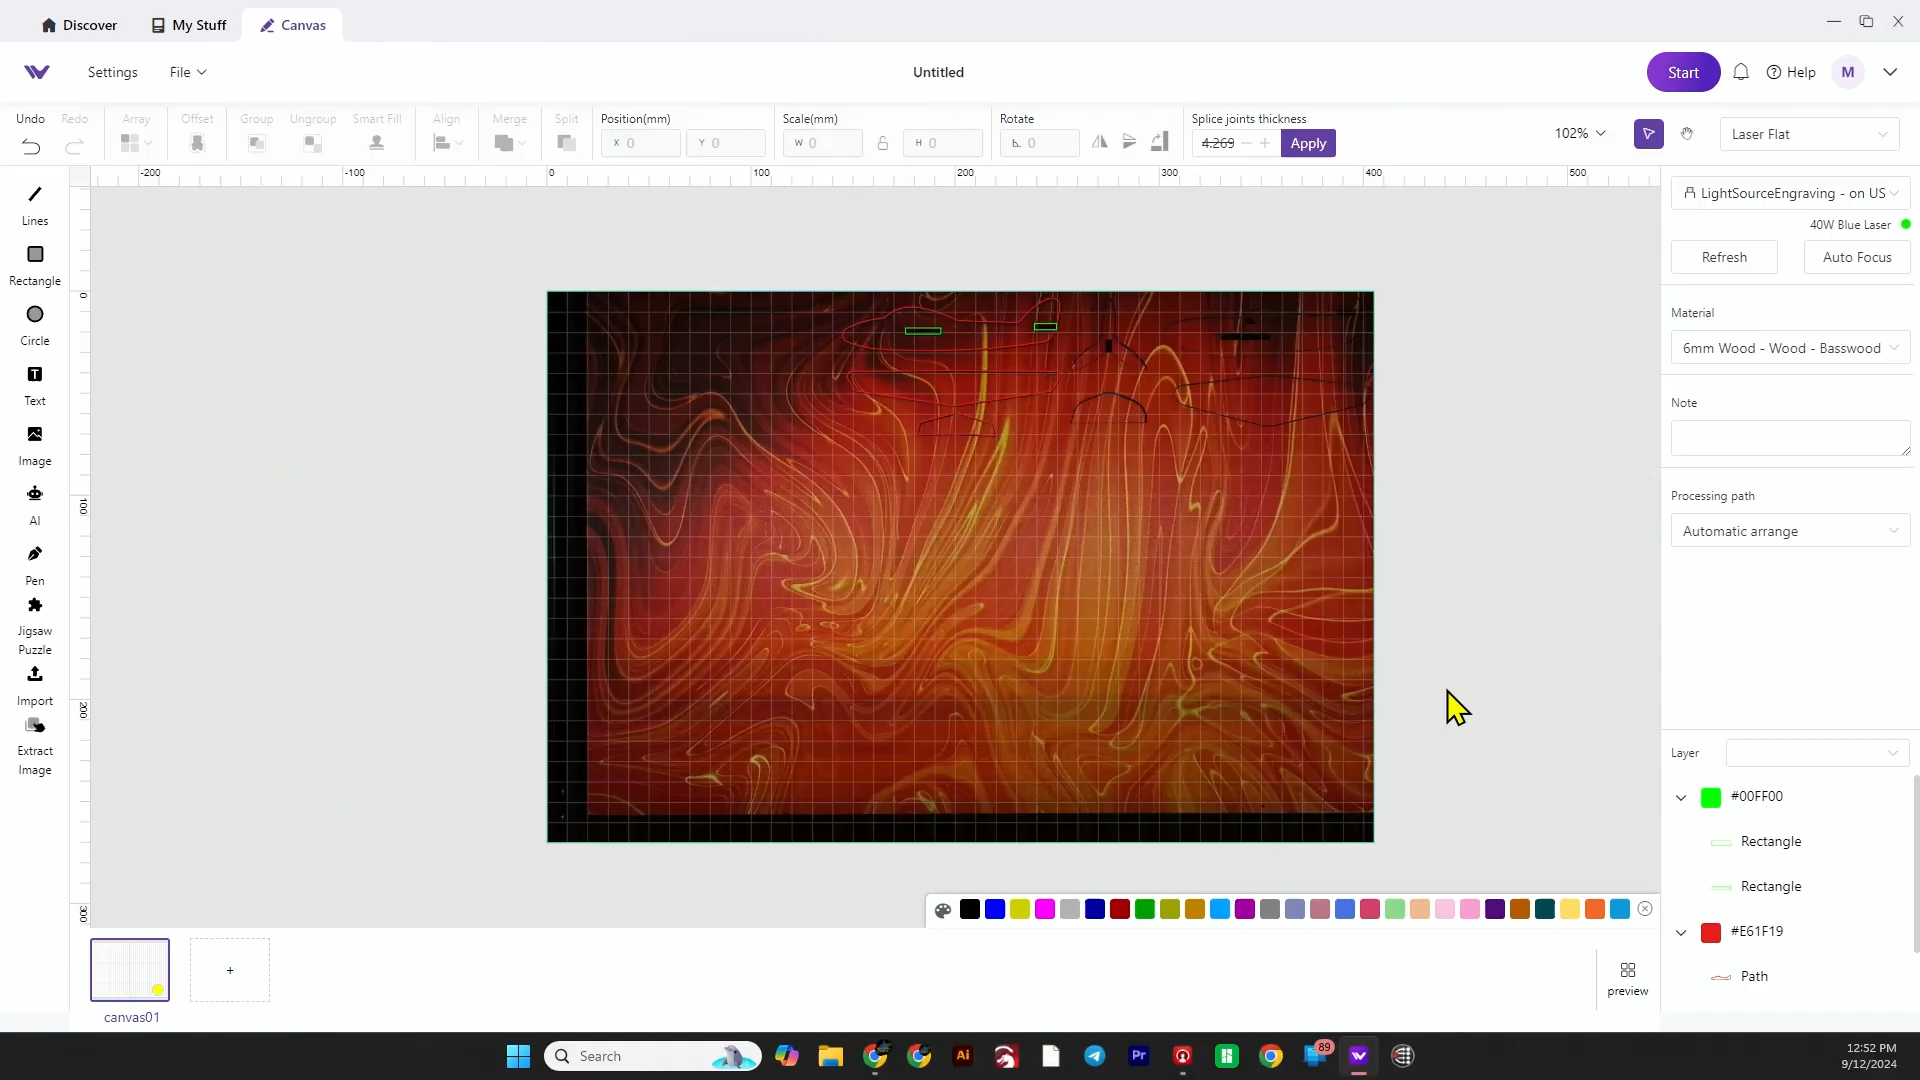 Discover My Stuff Canvas
Settings File Untitled Start Help M
Undo Redo Array Offset Group Ungroup Smart Fill Align Merge Split Position(mm) Scale(mm) Rotate Splice joints thickness
X 0 Y 0 W 0 H 0 0 4.269 Apply 102% Laser Flat
-200 -100 0 100 200 300 400 500
0
100
200
300
Lines
Rectangle
Circle
Text
Image
AI
Pen
Jigsaw
Puzzle
Import
Extract
Image
LightSourceEngraving - on US
40W Blue Laser
Refresh Auto Focus
Material
6mm Wood - Wood - Basswood
Note
Processing path
Automatic arrange
Layer
#00FF00
Rectangle
Rectangle
#E61F19
Path
+
canvas01
preview
Search
Ai Pr 89
12:52 PM
9/12/2024